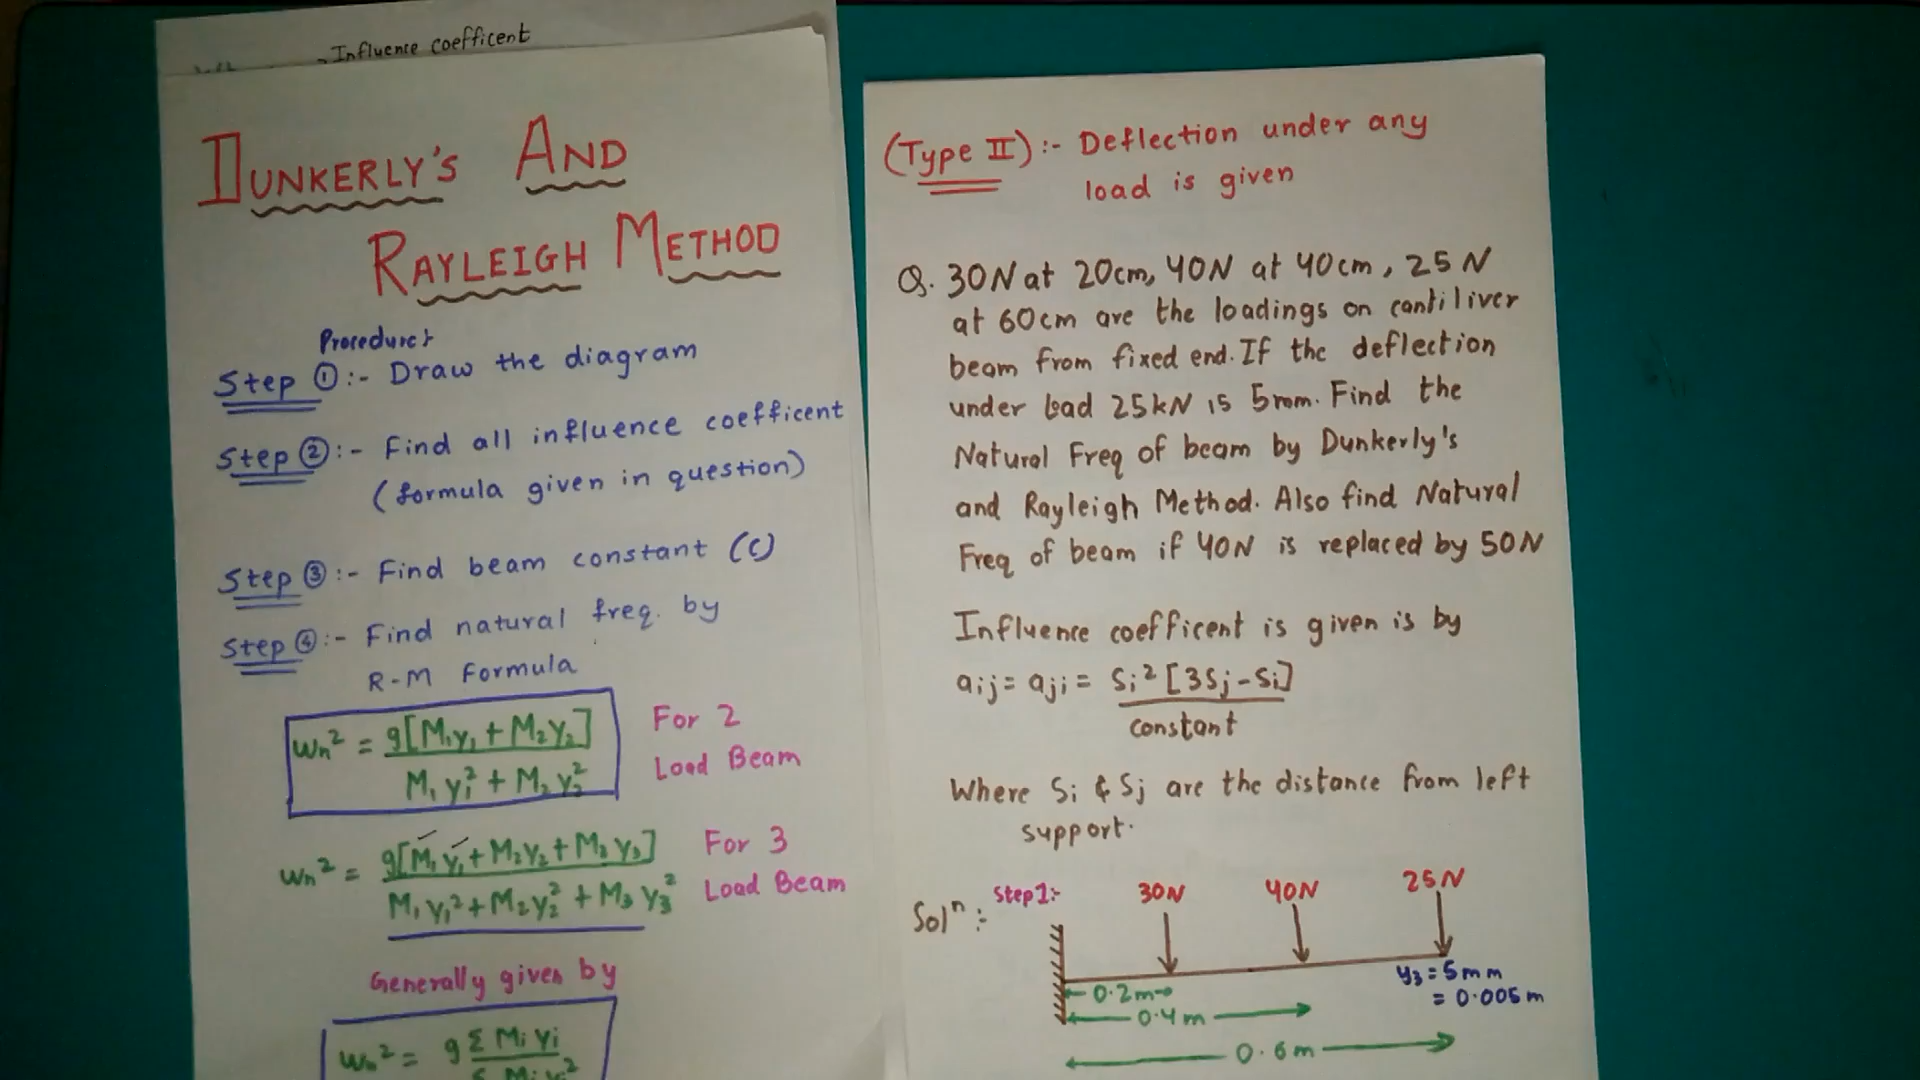 - Influence coefficent
DUNKERLY'S AND
RAYLEIGH METHOD
Procedure:
Step ①:- Draw the diagram
Step ②:- Find all influence coefficent
(formula given in question)
Step ③:- Find beam constant (C)
Step ④:- Find natural freq. by
R-M Formula
Wn² = g[M₁y₁ + M₂y₂] / M₁y₁² + M₂y₂²
For 2
Load Beam
Wn² = g[M₁y₁ + M₂y₂ + M₃y₃] / M₁y₁² + M₂y₂² + M₃y₃²
For 3
Load Beam
Generally given by
Wn² = g Σ Mi yi / Σ Mi yi²
(Type II):- Deflection under any
load is given
Q. 30N at 20cm, 40N at 40cm, 25N
at 60cm are the loadings on cantiliver
beam from fixed end. If the deflection
under load 25kN is 5mm. Find the
Natural Freq of beam by Dunkerly's
and Rayleigh Method. Also find Natural
Freq of beam if 40N is replaced by 50N
Influence coefficent is given is by
aij = aji = Si² [3Sj - Si] / constant
Where Si & Sj are the distance from left
support.
Solⁿ :- Step1:-
30N 40N 25N
y₃ = 5mm
= 0.005m
0.2m
0.4m
0.6m